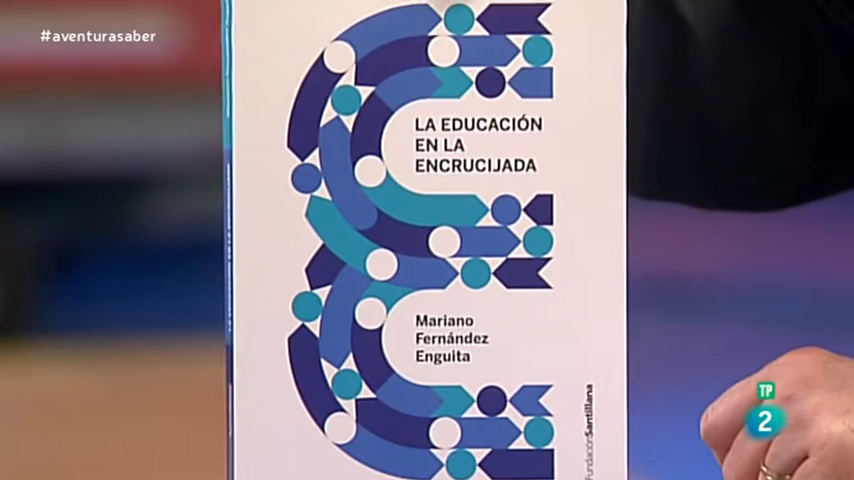 #aventurasaber
LA EDUCACIÓN
EN LA
ENCRUCIJADA
Mariano
Fernández
Enguita
FundaciónSantillana
TP
2